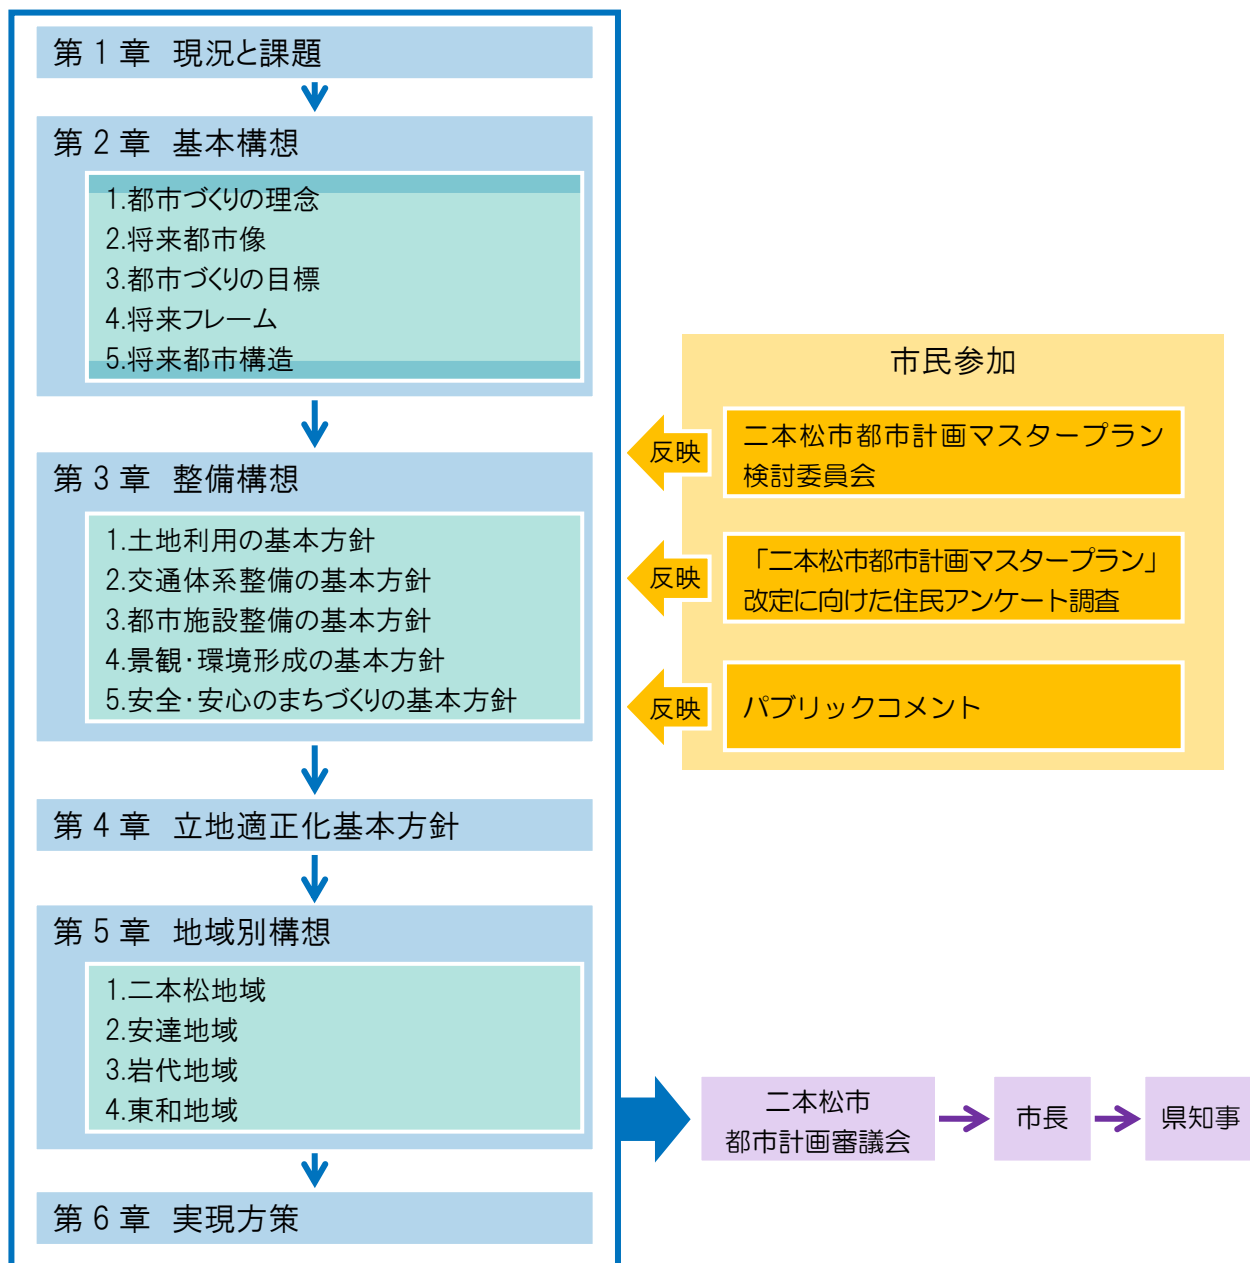 第１章 現況と課題
第２章 基本構想
1.都市づくりの理念
2.将来都市像
3.都市づくりの目標
4.将来フレーム
5.将来都市構造
第３章 整備構想
1.土地利用の基本方針
2.交通体系整備の基本方針
3.都市施設整備の基本方針
4.景観・環境形成の基本方針
5.安全・安心のまちづくりの基本方針
第４章 立地適正化基本方針
第５章 地域別構想
1.二本松地域
2.安達地域
3.岩代地域
4.東和地域
第６章 実現方策
市民参加
反映
二本松市都市計画マスタープラン
検討委員会
反映
「二本松市都市計画マスタープラン」
改定に向けた住民アンケート調査
反映
パブリックコメント
二本松市
都市計画審議会
市長
県知事